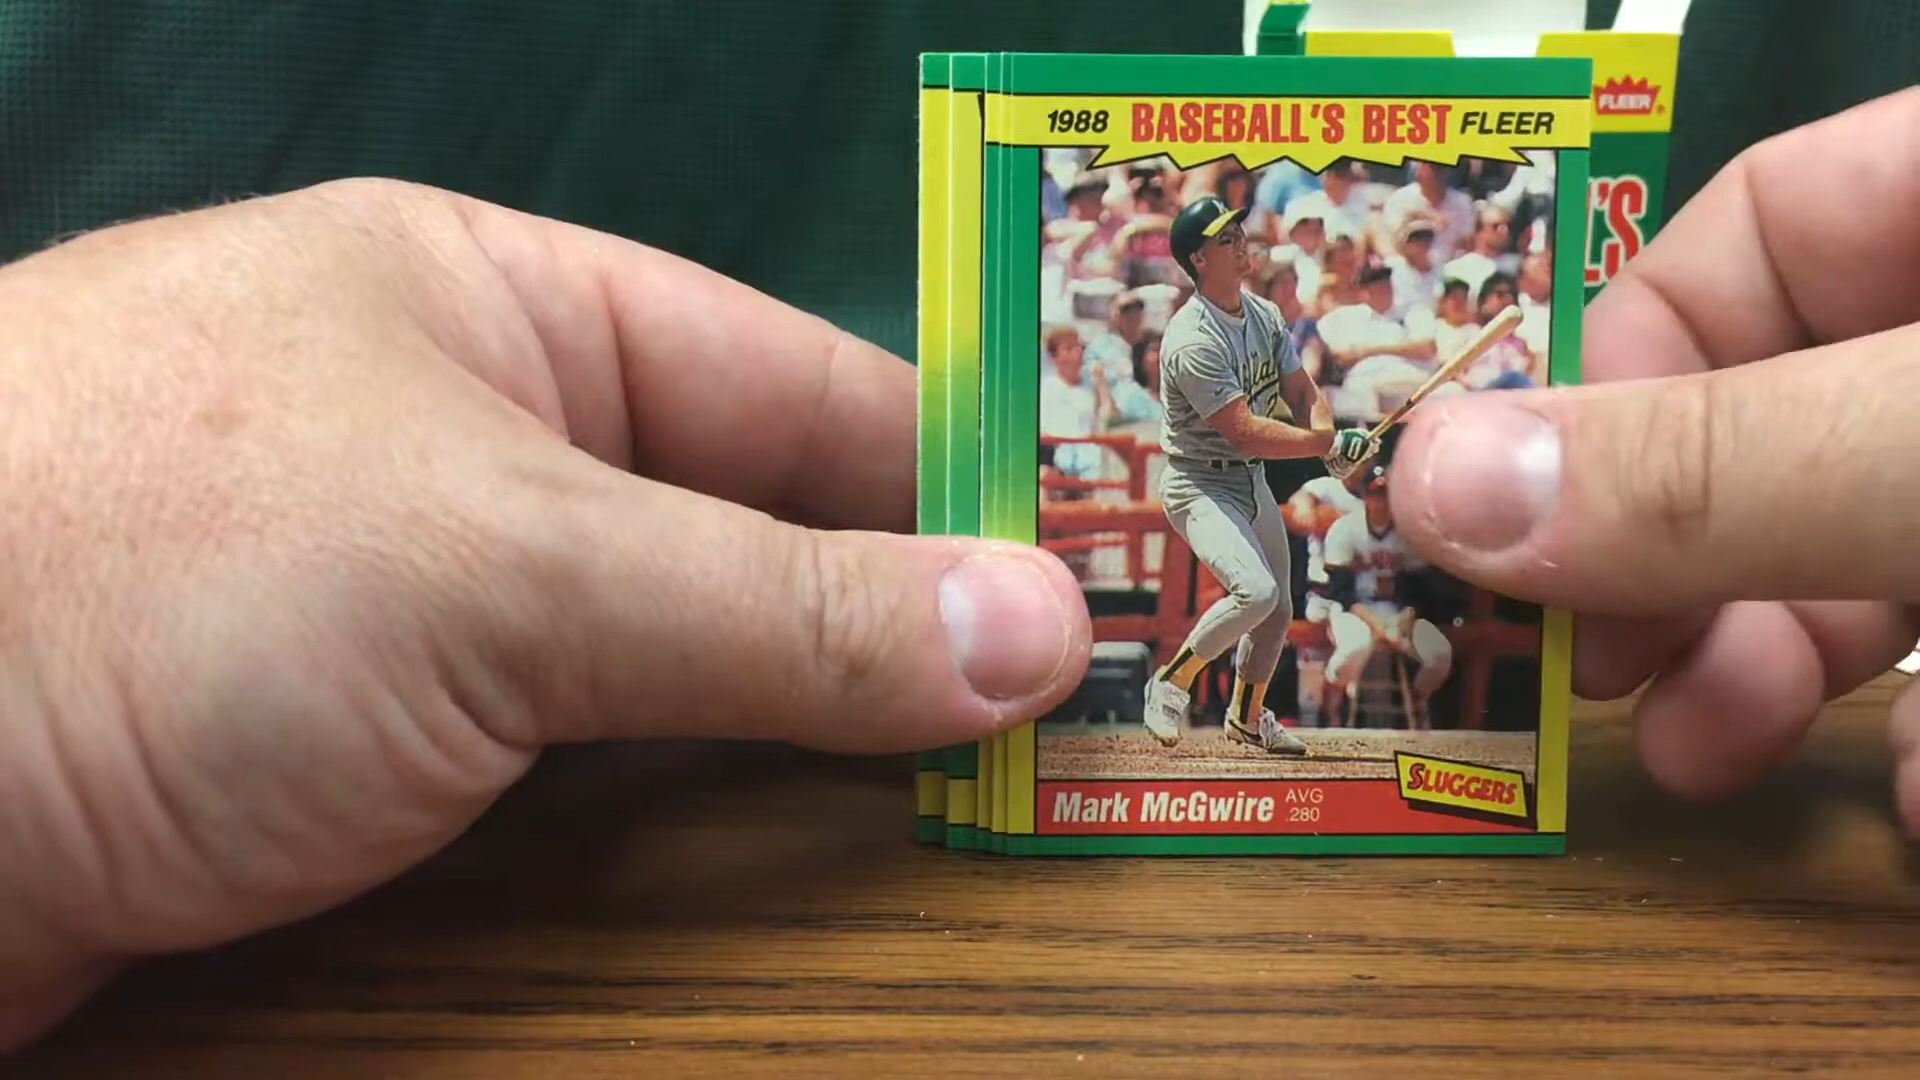 1988 BASEBALL'S BEST FLEER
FLEER
L'S
Mark McGwire AVG .280
SLUGGERS